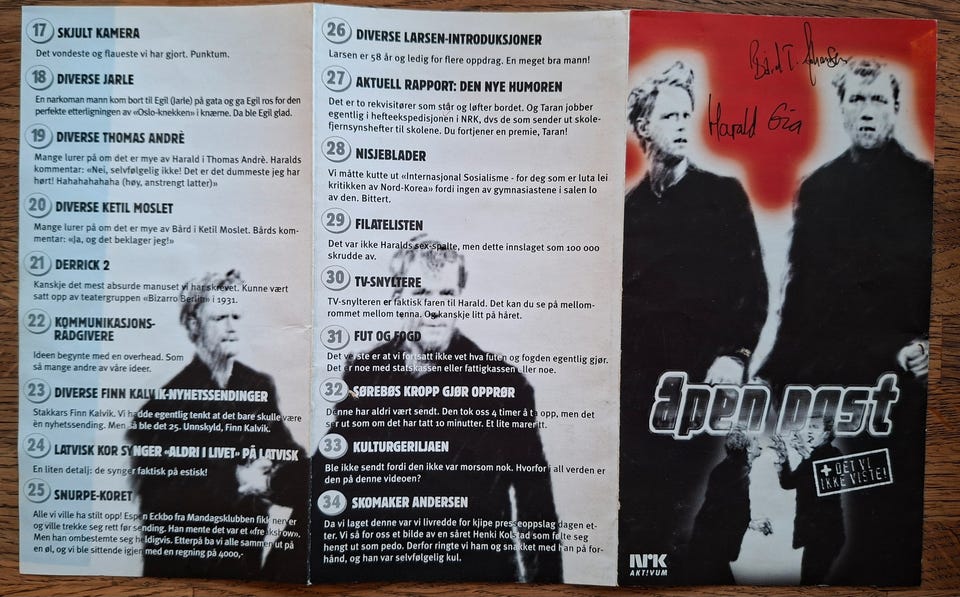 17 SKJULT KAMERA
Det vondeste og flaueste vi har gjort. Punktum.
18 DIVERSE JARLE
En narkoman mann kom bort til Egil (Jarle) på gata og ga Egil ros for den
perfekte etterligningen av «Oslo-knekken» i knærne. Da ble Egil glad.
19 DIVERSE THOMAS ANDRÈ
Mange lurer på om det er mye av Harald i Thomas Andrè. Haralds
kommentar: «Nei, selvfølgelig ikke! Det er det dummeste jeg har
hørt! Hahahahahaha (høy, anstrengt latter)»
20 DIVERSE KETIL MOSLET
Mange lurer på om det er mye av Bård i Ketil Moslet. Bårds kom-
mentar: «Ja, og det beklager jeg!»
21 DERRICK 2
Kanskje det mest absurde manuset vi har skrevet. Kunne vært
satt opp av teatergruppen «Bizarro Berlin» i 1931.
22 KOMMUNIKASJONS-
RÅDGIVERE
Ideen begynte med en overhead. Som
så mange andre av våre ideer.
23 DIVERSE FINN KALVIK-NYHETSSENDINGER
Stakkars Finn Kalvik. Vi hadde egentlig tenkt at det bare skulle være
èn nyhetssending. Men så ble det 25. Unnskyld, Finn Kalvik.
24 LATVISK KOR SYNGER «ALDRI I LIVET» PÅ LATVISK
En liten detalj: de synger faktisk på estisk!
25 SNURPE-KORET
Alle vi ville ha stilt opp! Espen Eckbo fra Mandagsklubben fikk nerver
og ville trekke seg rett før sending. Han mente det var et «freakshow».
Men han ombestemte seg heldigvis. Etterpå ba vi alle sammen ut på
en øl, og vi ble sittende igjen med en regning på 4000,-
26 DIVERSE LARSEN-INTRODUKSJONER
Larsen er 58 år og ledig for flere oppdrag. En meget bra mann!
27 AKTUELL RAPPORT: DEN NYE HUMOREN
Det er to rekvisitører som står og løfter bordet. Og Taran jobber
egentlig i hefteekspedisjonen i NRK, dvs de som sender ut skole-
fjernsynshefter til skolene. Du fortjener en premie, Taran!
28 NISJEBLADER
Vi måtte kutte ut «Internasjonal Sosialisme - for deg som er luta lei
kritikken av Nord-Korea» fordi ingen av gymnasiastene i salen lo
av den. Bittert.
29 FILATELISTEN
Det var ikke Haralds sex-spalte, men dette innslaget som 100 000
skrudde av.
30 TV-SNYLTERE
TV-snylteren er faktisk faren til Harald. Det kan du se på mellom-
rommet mellom tenna. Og kanskje litt på håret.
31 FUT OG FOGD
Det verste er at vi fortsatt ikke vet hva futen og fogden egentlig gjør.
Det er noe med statskassen eller fattigkassen eller noe.
32 SØREBØS KROPP GJØR OPPRØR
Denne har aldri vært sendt. Den tok oss 4 timer å ta opp, men det
ser ut som om det har tatt 10 minutter. Et lite mareritt.
33 KULTURGERILJAEN
Ble ikke sendt fordi den ikke var morsom nok. Hvorfor i all verden er
den på denne videoen?
34 SKOMAKER ANDERSEN
Da vi laget denne var vi livredde for kjipe presseoppslag dagen et-
ter. Vi så for oss et bilde av en såret Henki Kolstad som følte seg
hengt ut som pedo. Derfor ringte vi ham og snakket med han på for-
hånd, og han var selvfølgelig kul.
Bård T. Johansen
Harald Eia
åpen post
+ DET VI
IKKE VISTE!
NRK
AKTIVUM